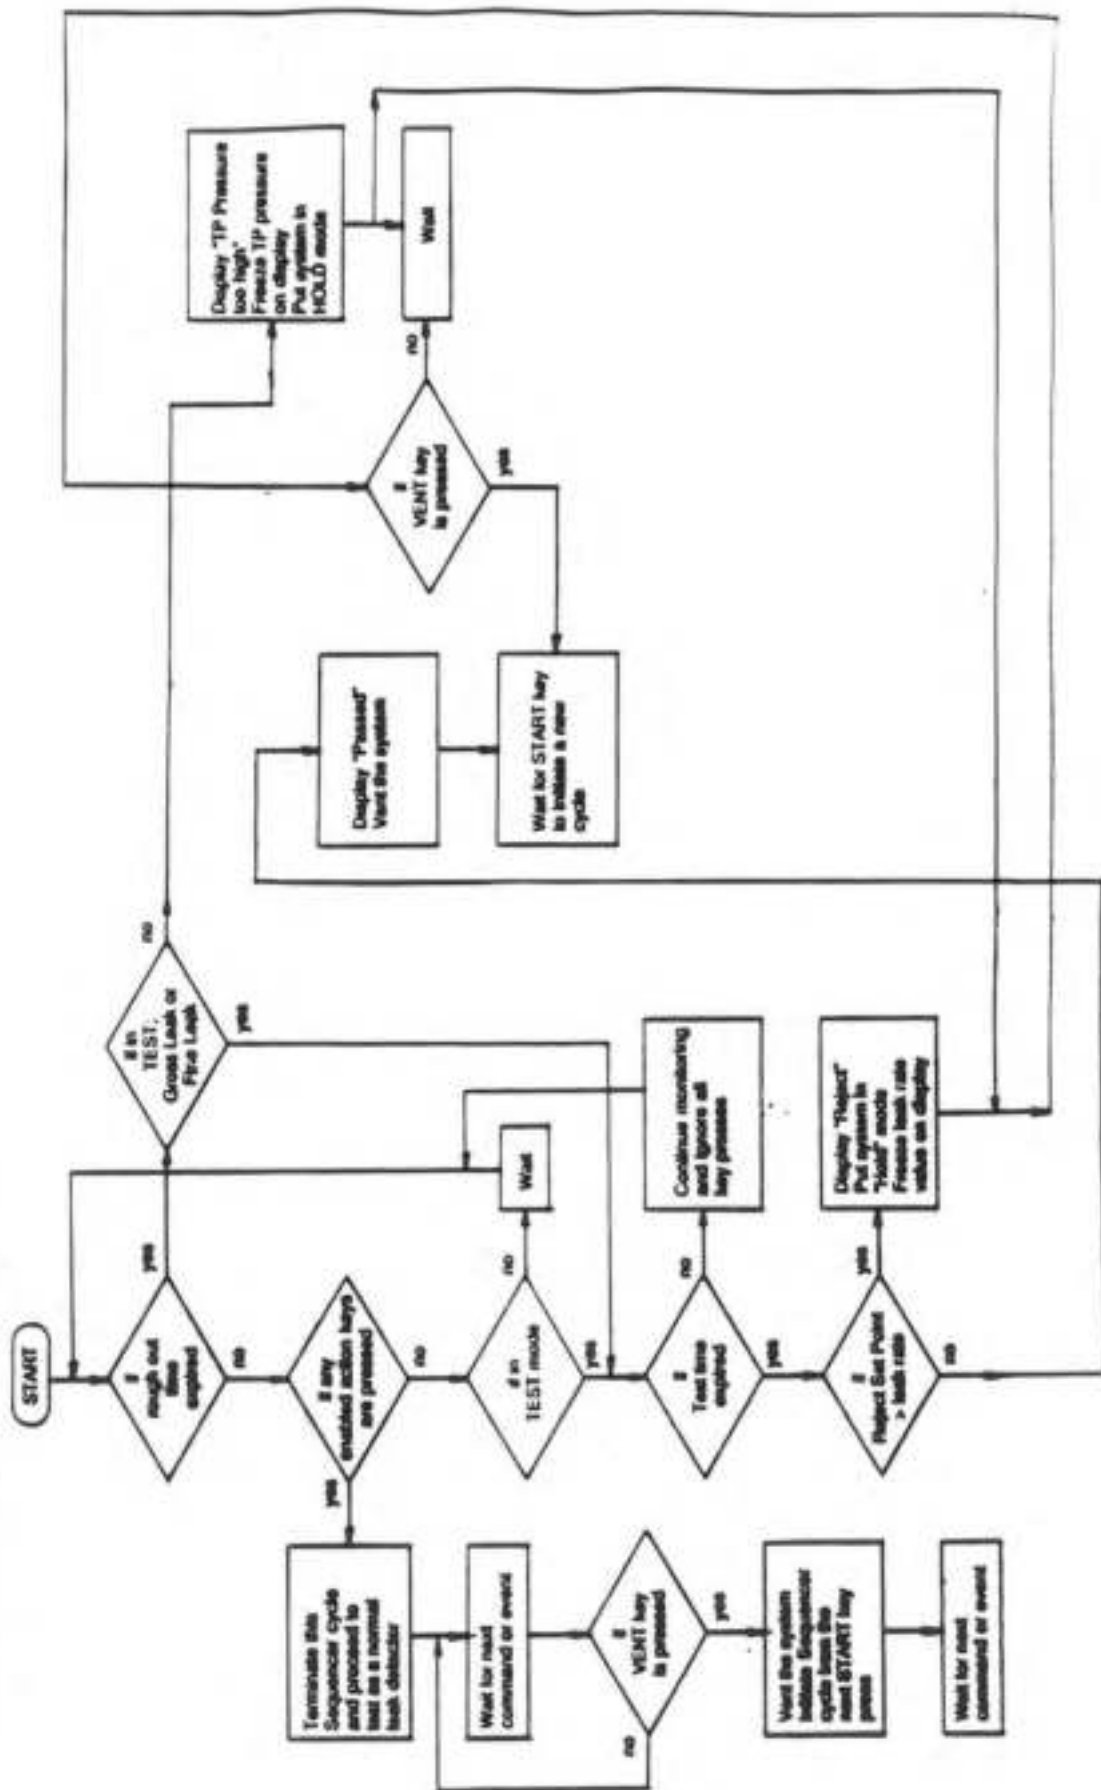 START
If
rough out
time
expired
yes
no
If in
TEST,
Gross Leak or
Fine Leak
no
yes
Display "TP Pressure
too high"
Freeze TP pressure
on display
Put system in
HOLD mode
Wait
If any
enabled action keys
are pressed
yes
no
Terminate this
Sequencer cycle
and proceed to
test as a normal
leak detector
Wait for next
command or event
If
VENT key
is pressed
no
yes
Vent the system
Initiate Sequencer
cycle from the
next START key
press
Wait for next
command or event
If in
TEST mode
no
yes
Wait
If
Test time
expired
no
yes
Continue monitoring
and ignore all
key presses
If
Reject Set Point
> leak rate
yes
no
Display "Reject"
Put system in
"Hold" mode
Freeze leak rate
value on display
Display "Passed"
Vent the system
Wait for START key
to initiate a new
cycle
If
VENT key
is pressed
no
yes